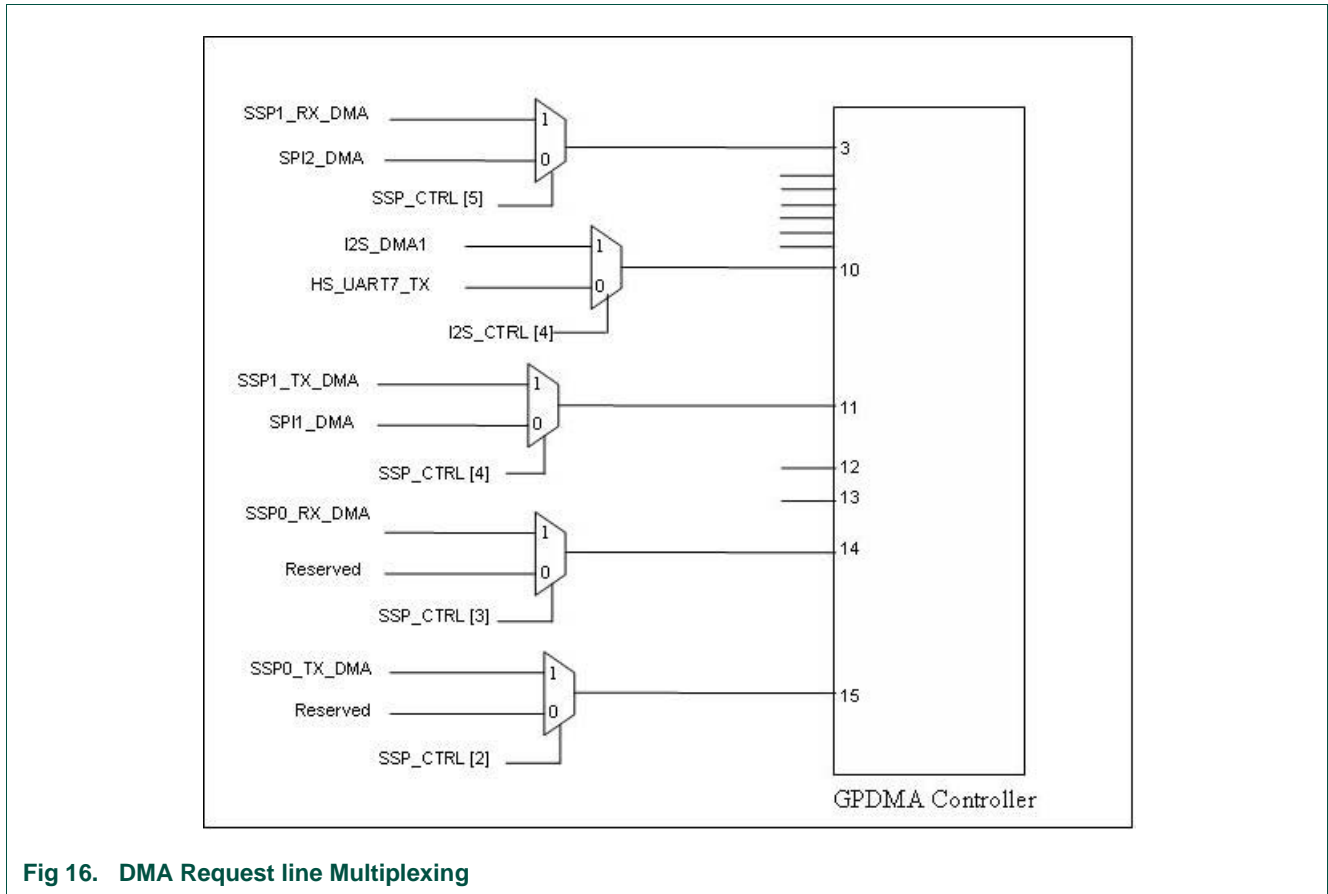 SSP1_RX_DMA
1
SPI2_DMA
0
3
SSP_CTRL [5]
I2S_DMA1
1
HS_UART7_TX
0
10
I2S_CTRL [4]
SSP1_TX_DMA
1
SPI1_DMA
0
11
SSP_CTRL [4]
12
13
SSP0_RX_DMA
1
14
Reserved
0
SSP_CTRL [3]
SSP0_TX_DMA
1
15
Reserved
0
SSP_CTRL [2]
GPDMA Controller
Fig 16. DMA Request line Multiplexing